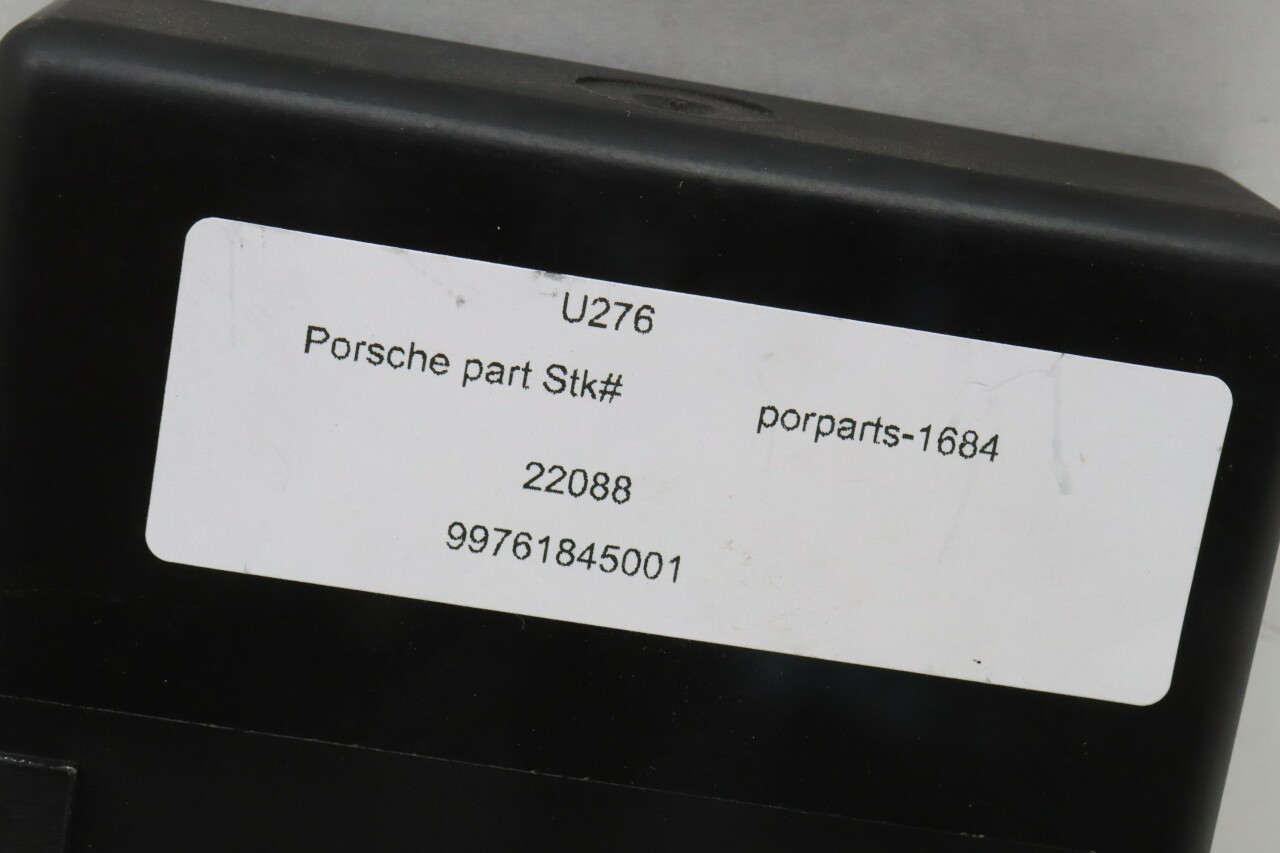 U276
Porsche part Stk# porparts-1684
22088
99761845001